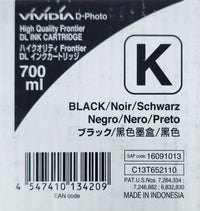 ViViDiA D-Photo
High Quality Frontier
DL INK CARTRIDGE
ハイクオリティ Frontier
DL インクカートリッジ
700
ml
K
BLACK/Noir/Schwarz
Negro/Nero/Preto
ブラック/黑色墨盒/黑色
SAP code 16091013
C13T652110
PAT.U.S.Nos. 7,264,334;
7,246,882; 6,832,830
MADE IN INDONESIA
4 547410 134209
EAN code